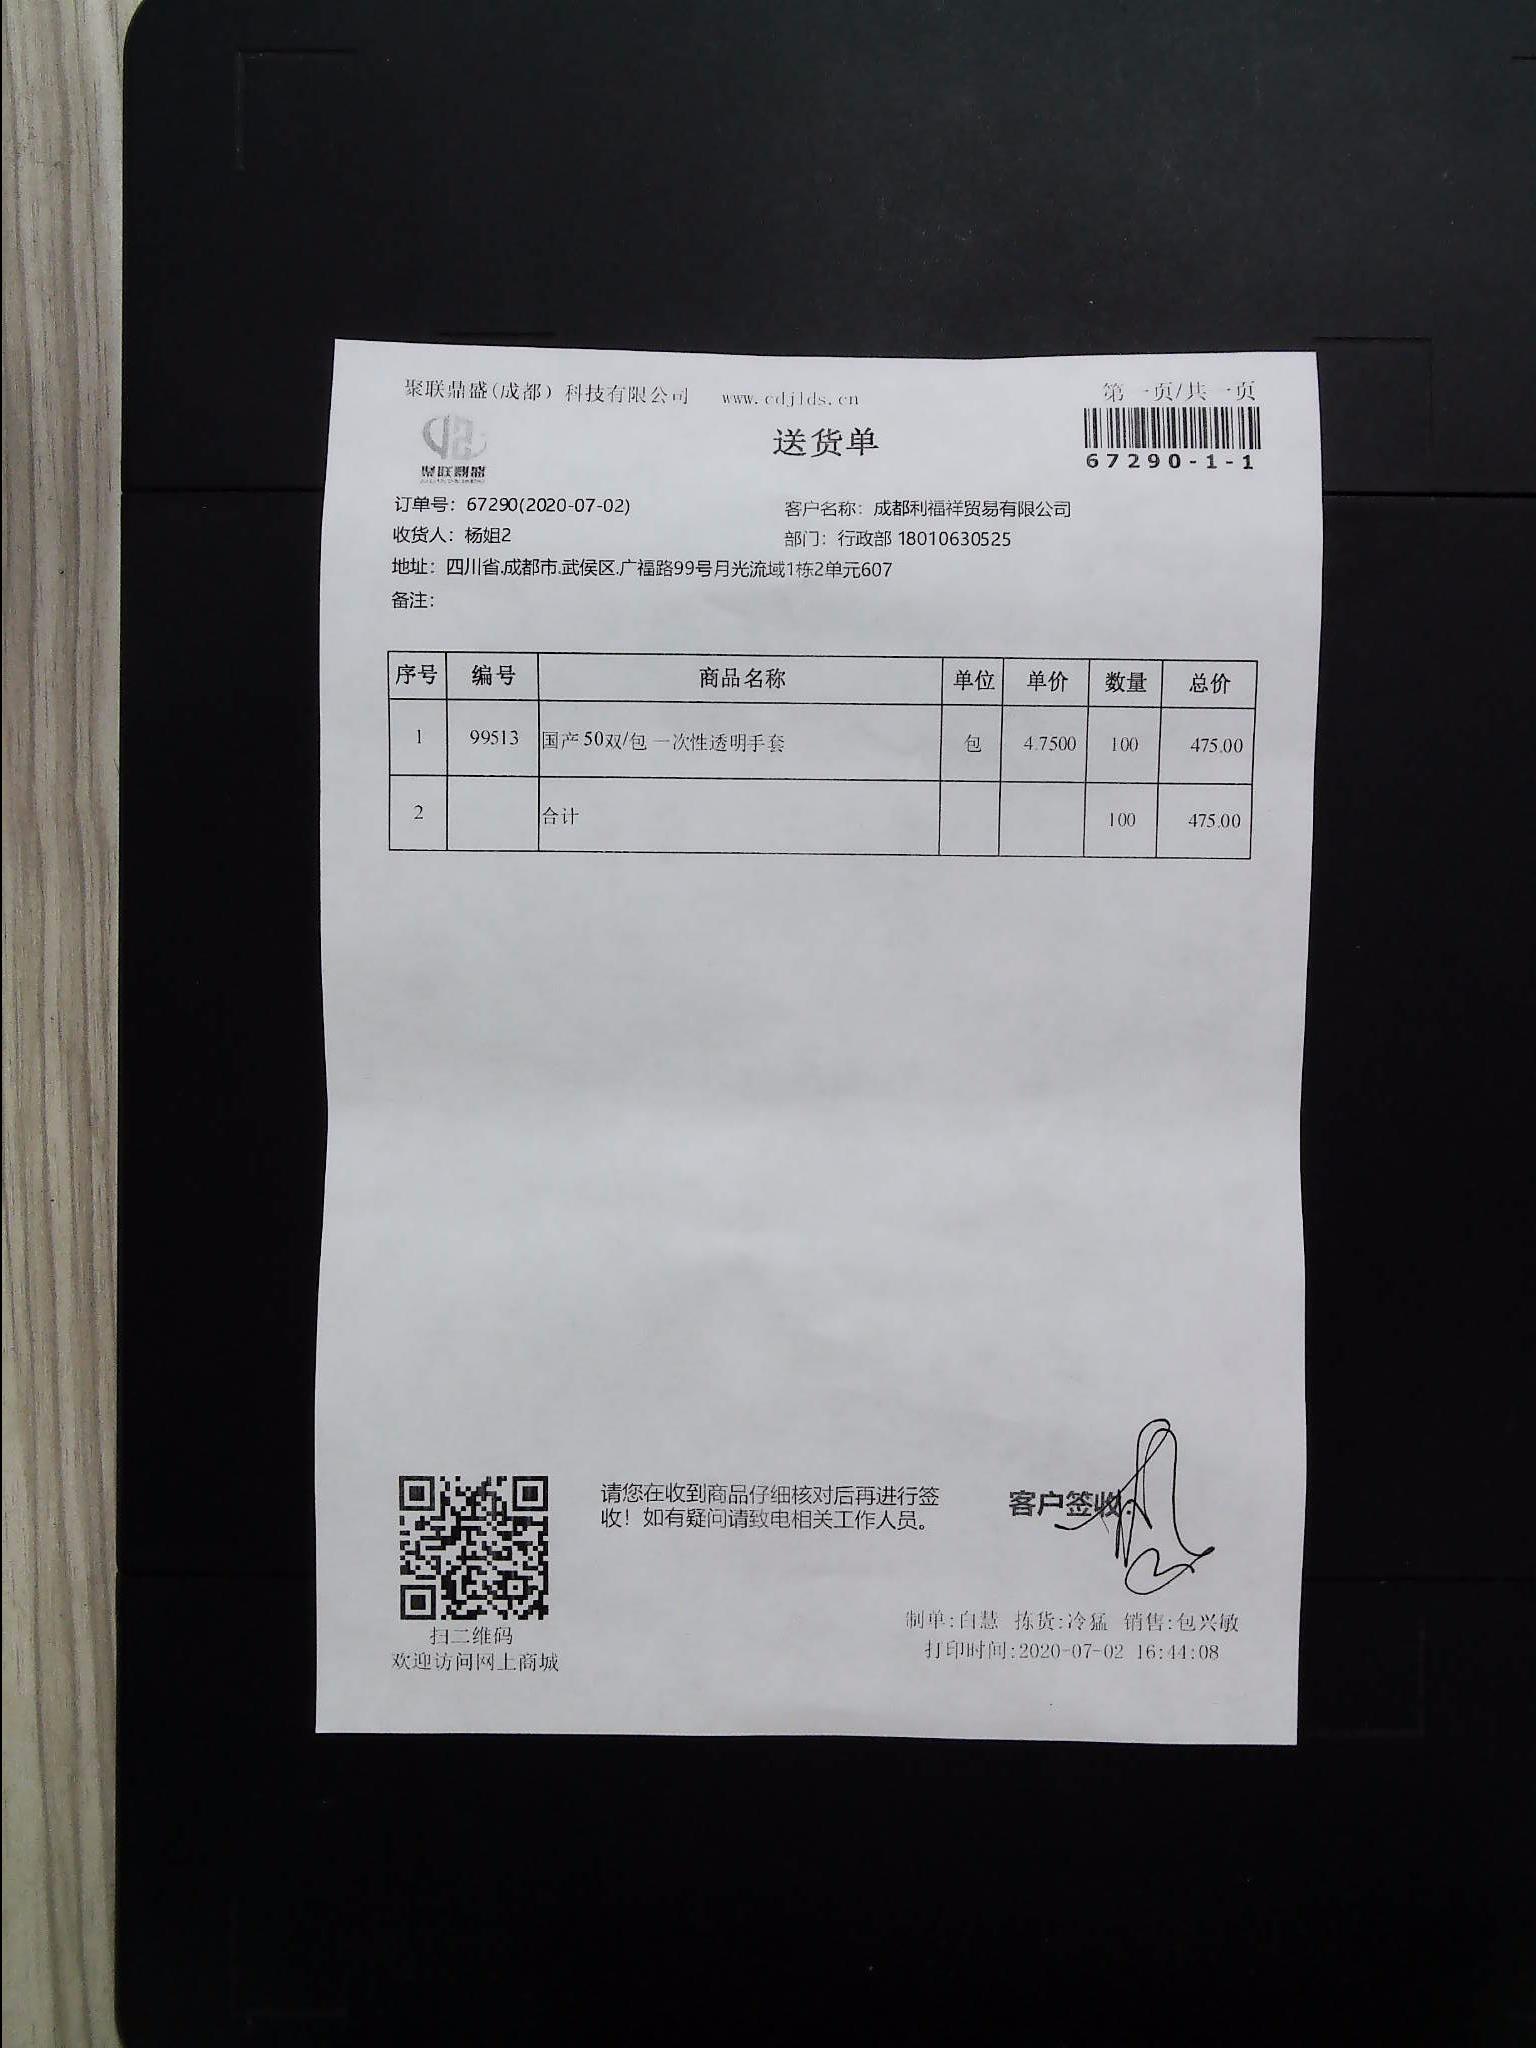 聚联鼎盛(成都）科技有限公司 www.cdjlds.cn 第一页/共一页
聚联鼎盛
送货单
67290-1-1
订单号：67290(2020-07-02) 客户名称：成都利福祥贸易有限公司
收货人：杨姐2 部门：行政部 18010630525
地址：四川省.成都市.武侯区.广福路99号月光流域1栋2单元607
备注：
序号 编号 商品名称 单位 单价 数量 总价
1 99513 国产 50双/包 一次性透明手套 包 4.7500 100 475.00
2 合计 100 475.00
请您在收到商品仔细核对后再进行签
收！如有疑问请致电相关工作人员。
客户签收:
扫二维码
欢迎访问网上商城
制单:白慧 拣货:冷猛 销售:包兴敏
打印时间:2020-07-02 16:44:08